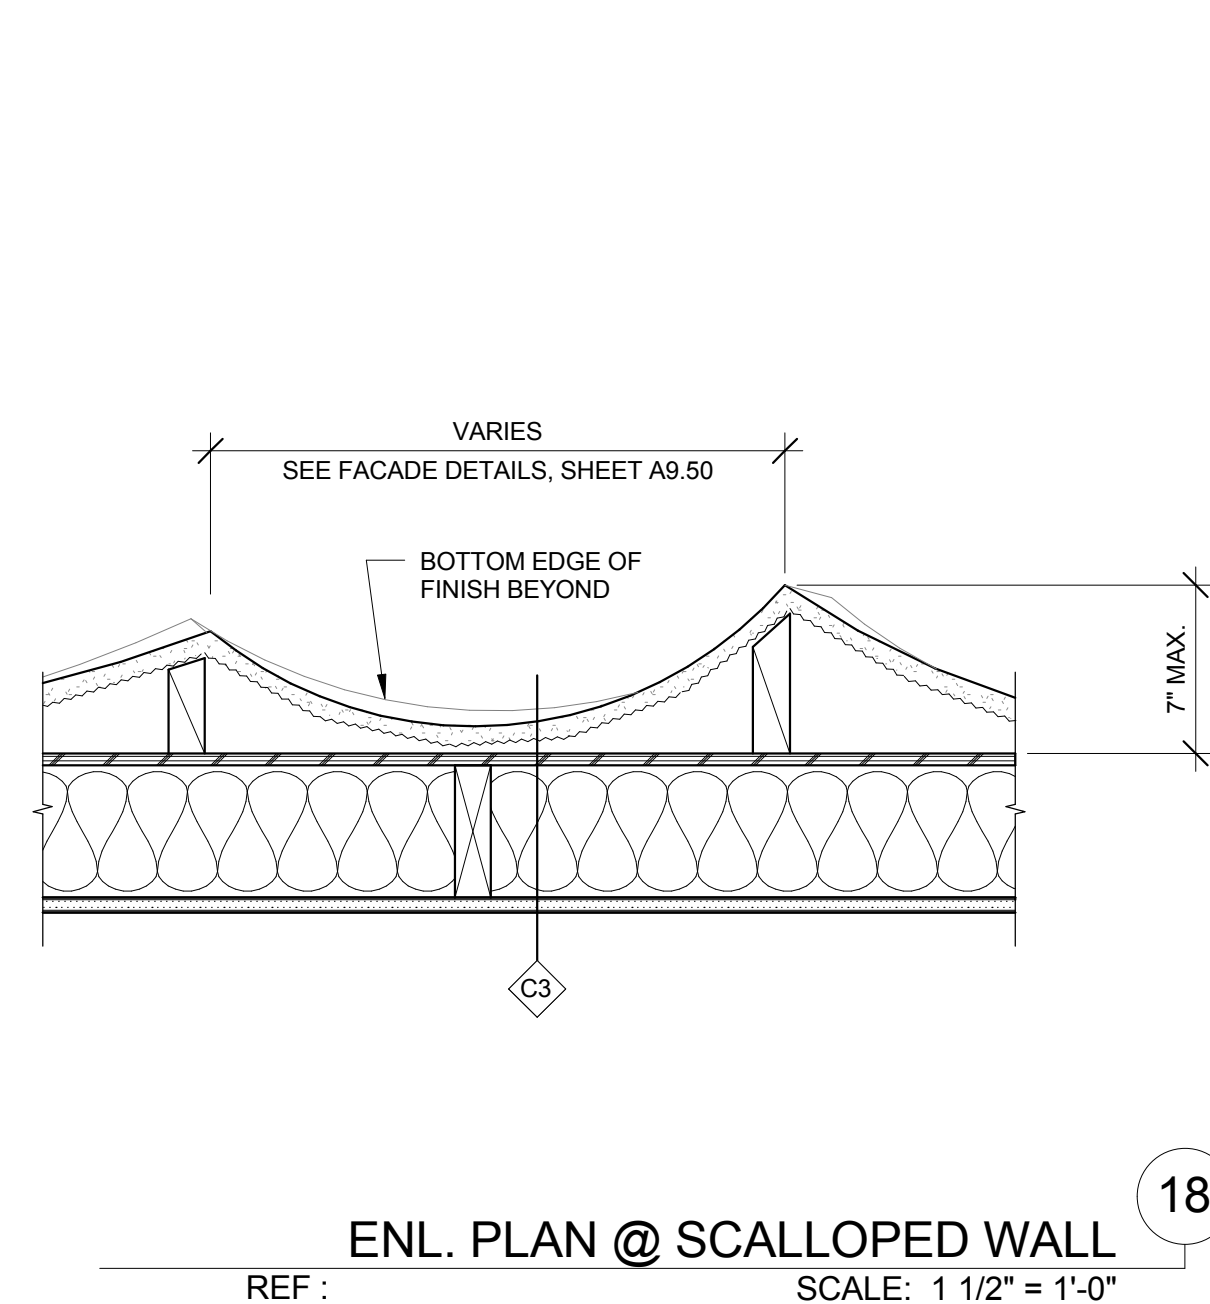 VARIES
SEE FACADE DETAILS, SHEET A9.50
BOTTOM EDGE OF
FINISH BEYOND
7" MAX.
C3
18
ENL. PLAN @ SCALLOPED WALL
REF :
SCALE: 1 1/2" = 1'-0"